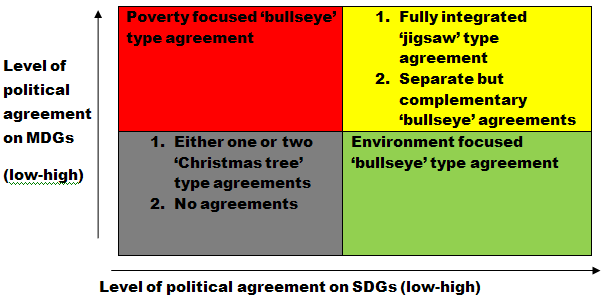 Level of
political
agreement
on MDGs
(low-high)
Poverty focused ‘bullseye’
type agreement
1. Fully integrated
‘jigsaw’ type
agreement
2. Separate but
complementary
‘bullseye’ agreements
1. Either one or two
‘Christmas tree’
type agreements
2. No agreements
Environment focused
‘bullseye’ type agreement
Level of political agreement on SDGs (low-high)